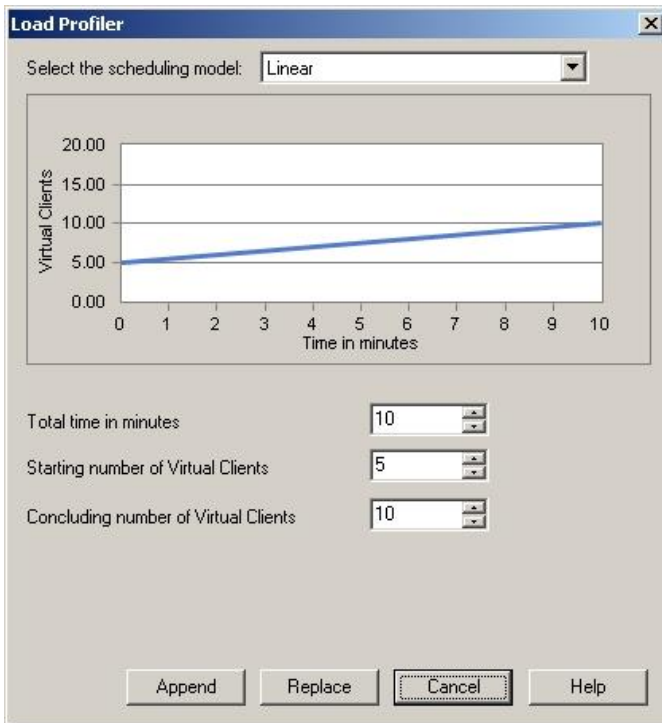 Load Profiler
Select the scheduling model: Linear
Virtual Clients
20.00
15.00
10.00
5.00
0.00
0 1 2 3 4 5 6 7 8 9 10
Time in minutes
Total time in minutes 10
Starting number of Virtual Clients 5
Concluding number of Virtual Clients 10
Append Replace Cancel Help